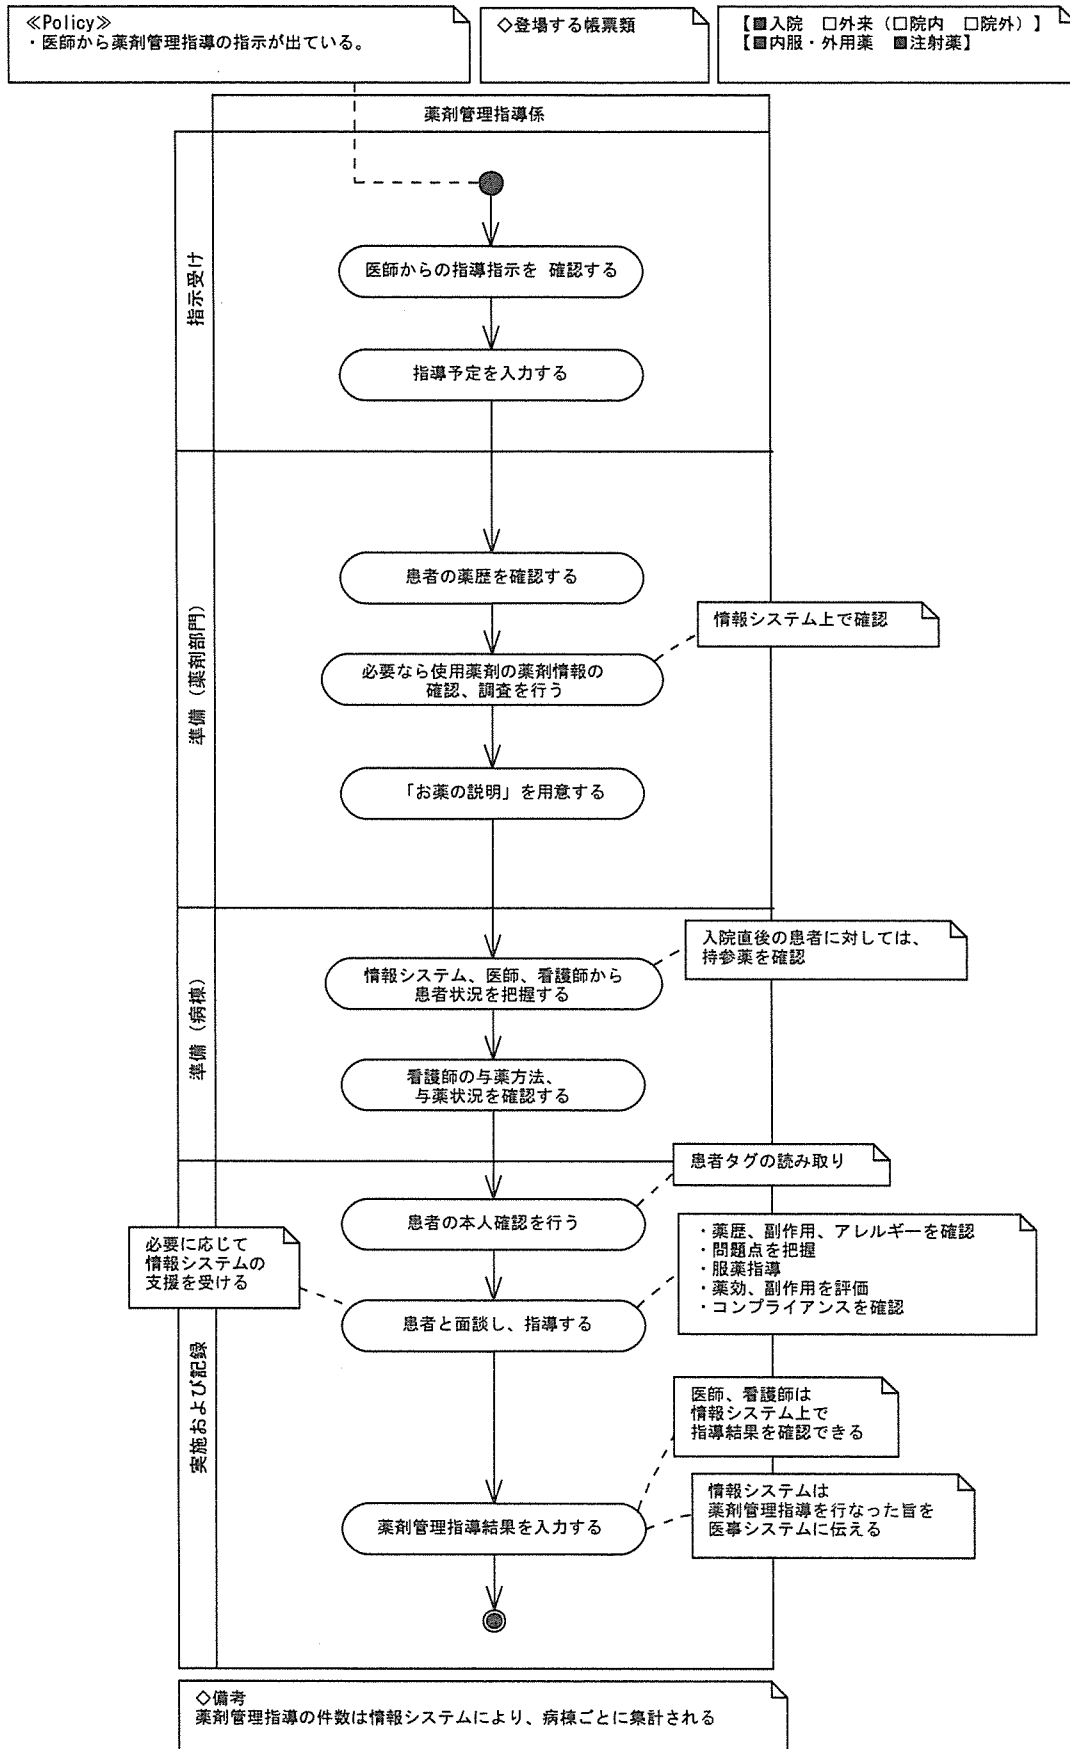 ≪Policy≫
・医師から薬剤管理指導の指示が出ている。
◇登場する帳票類
【■入院　□外来（□院内　□院外）】
【■内服・外用薬　■注射薬】
薬剤管理指導係
指示受け
医師からの指導指示を 確認する
指導予定を入力する
準備（薬剤部門）
患者の薬歴を確認する
情報システム上で確認
必要なら使用薬剤の薬剤情報の
確認、調査を行う
「お薬の説明」を用意する
準備（病棟）
入院直後の患者に対しては、
持参薬を確認
情報システム、医師、看護師から
患者状況を把握する
看護師の与薬方法、
与薬状況を確認する
実施および記録
患者タグの読み取り
患者の本人確認を行う
必要に応じて
情報システムの
支援を受ける
・薬歴、副作用、アレルギーを確認
・問題点を把握
・服薬指導
・薬効、副作用を評価
・コンプライアンスを確認
患者と面談し、指導する
医師、看護師は
情報システム上で
指導結果を確認できる
情報システムは
薬剤管理指導を行なった旨を
医事システムに伝える
薬剤管理指導結果を入力する
◇備考
薬剤管理指導の件数は情報システムにより、病棟ごとに集計される